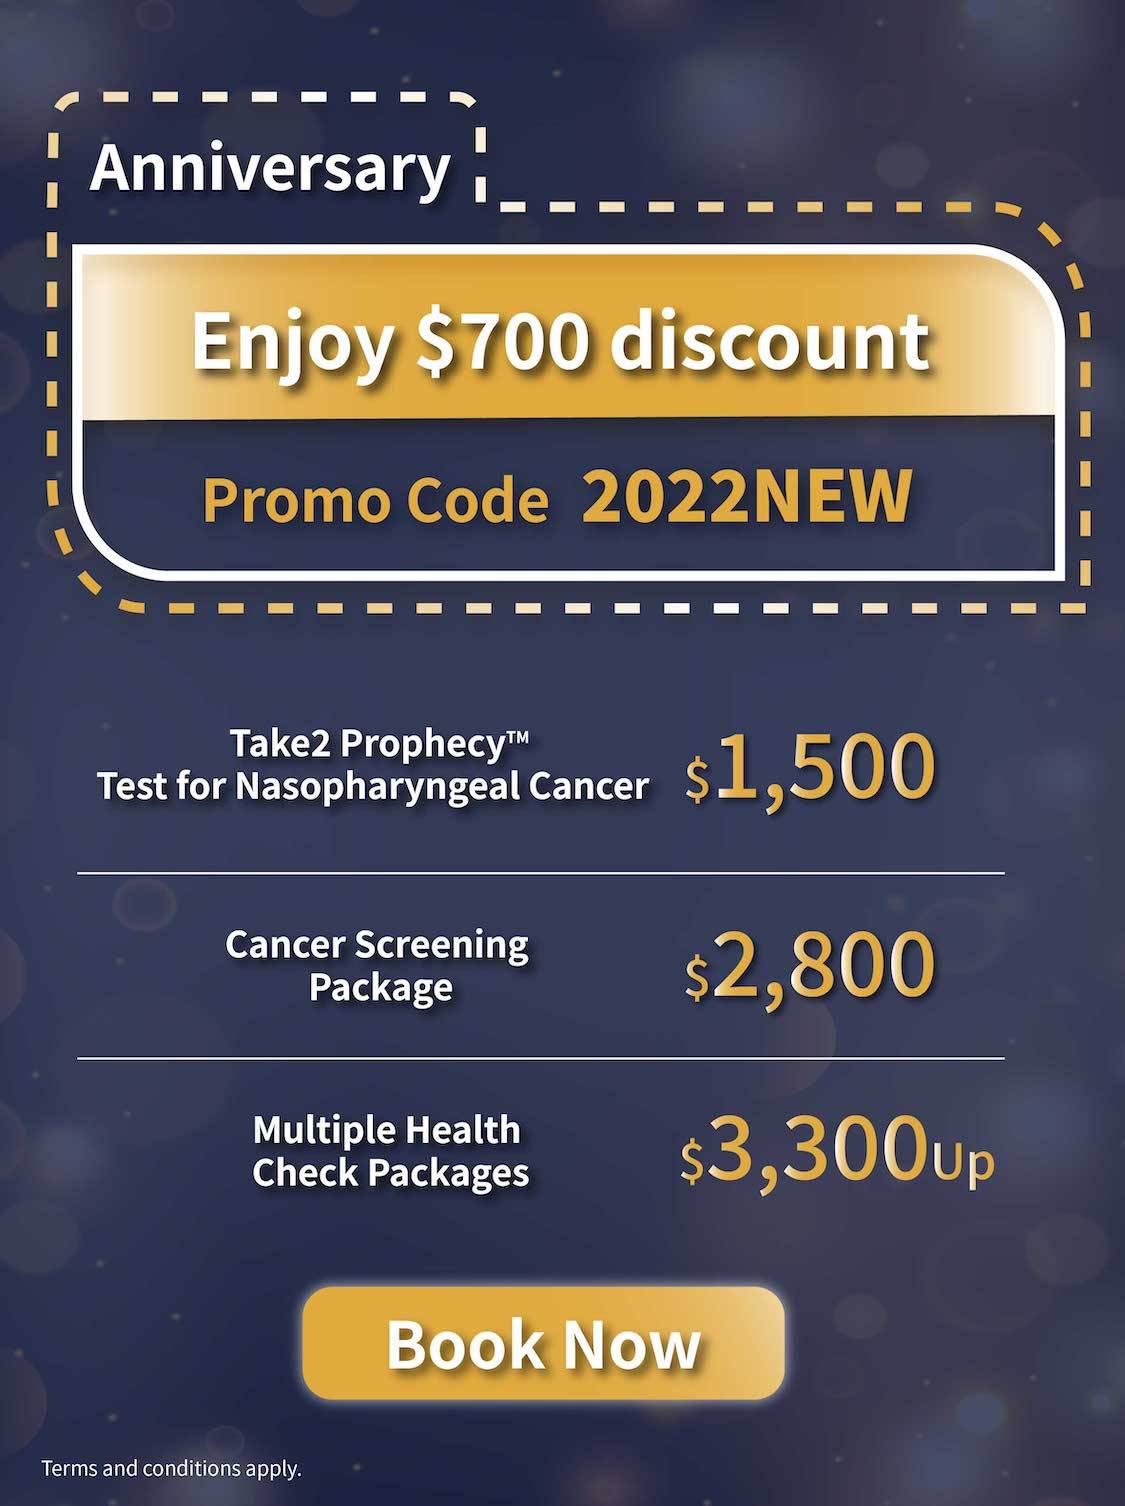 Anniversary
Enjoy $700 discount
Promo Code 2022NEW
Take2 Prophecy™
Test for Nasopharyngeal Cancer $1,500
Cancer Screening
Package $2,800
Multiple Health
Check Packages $3,300Up
Book Now
Terms and conditions apply.